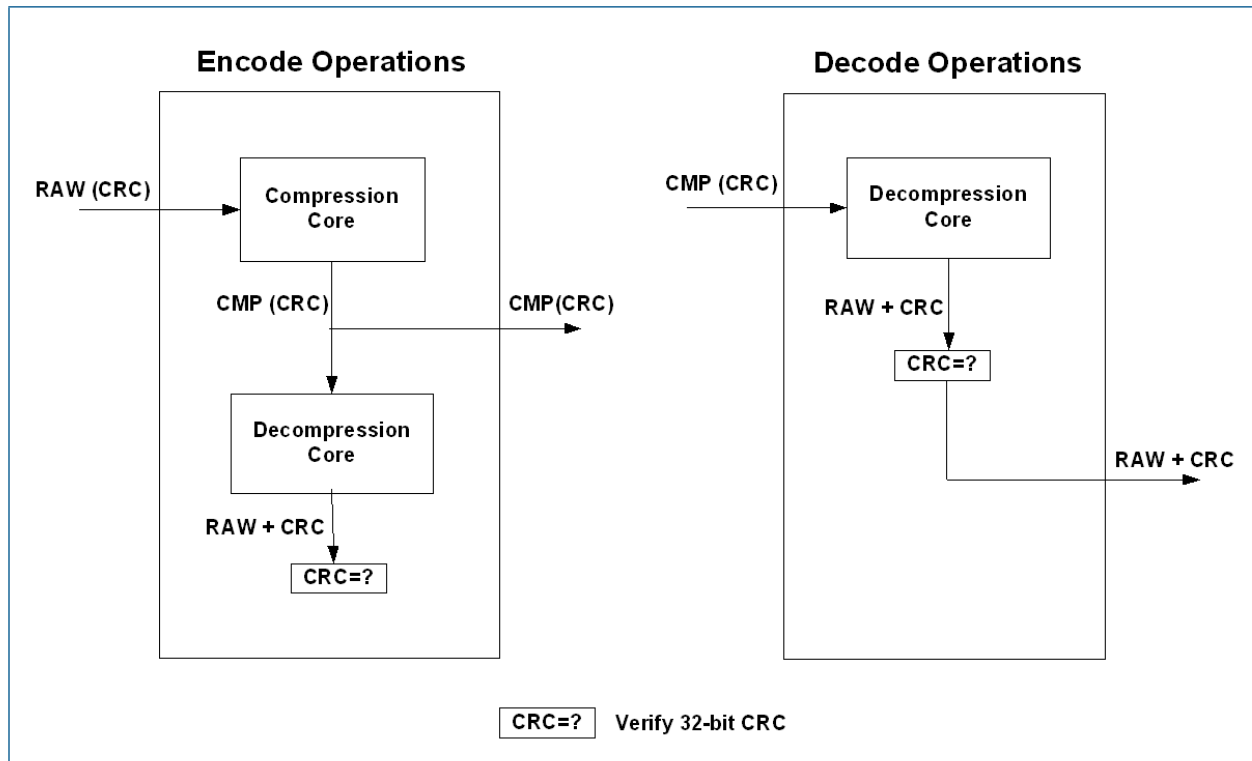 Encode Operations
RAW (CRC)
Compression
Core
CMP (CRC)
CMP(CRC)
Decompression
Core
RAW + CRC
CRC=?
Decode Operations
CMP (CRC)
Decompression
Core
RAW + CRC
CRC=?
RAW + CRC
CRC=? Verify 32-bit CRC